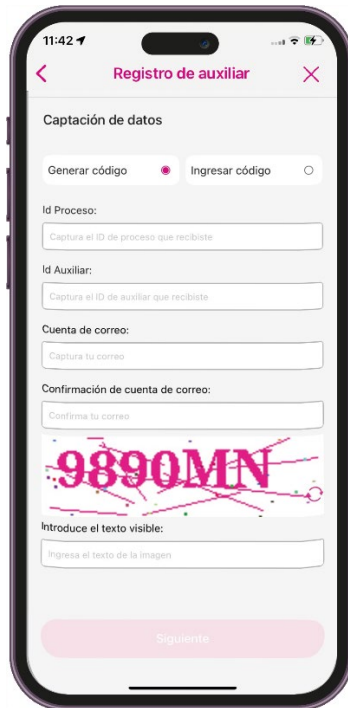 11:42
Registro de auxiliar
Captación de datos
Generar código Ingresar código
Id Proceso:
Captura el ID de proceso que recibiste
Id Auxiliar:
Captura el ID de auxiliar que recibiste
Cuenta de correo:
Captura tu correo
Confirmación de cuenta de correo:
Confirma tu correo
9890MN
Introduce el texto visible:
Ingresa el texto de la imagen
Siguiente